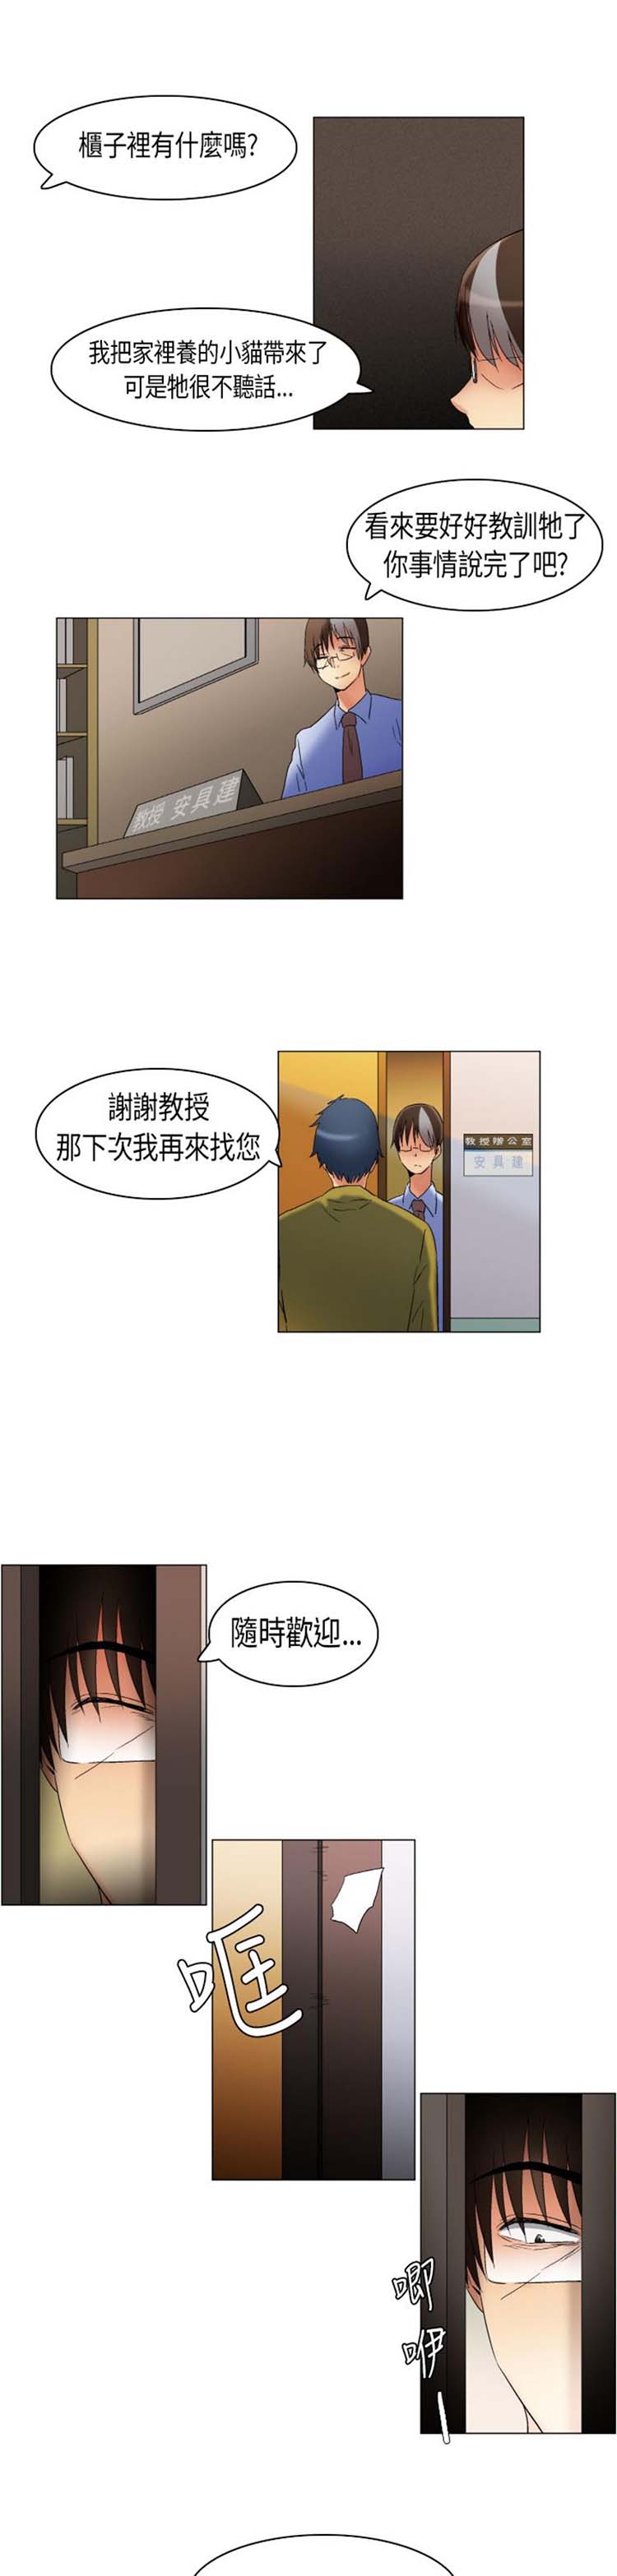 櫃子裡有什麼嗎?
我把家裡養的小貓帶來了
可是牠很不聽話...
看來要好好教訓牠了
你事情說完了吧?
教授 安具建
謝謝教授
那下次我再來找您
教授辦公室
安具建
隨時歡迎...
哐
唧
咿